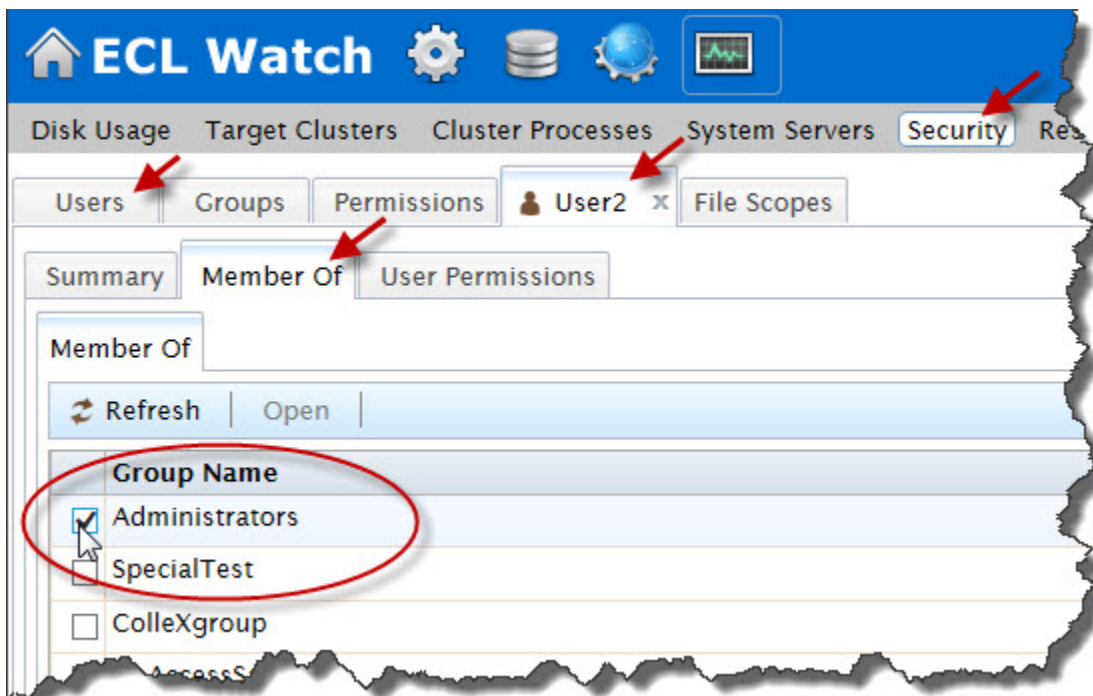 ECL Watch
Disk Usage Target Clusters Cluster Processes System Servers Security
Users Groups Permissions User2 x File Scopes
Summary Member Of User Permissions
Member Of
Refresh Open
Group Name
Administrators
SpecialTest
ColleXgroup